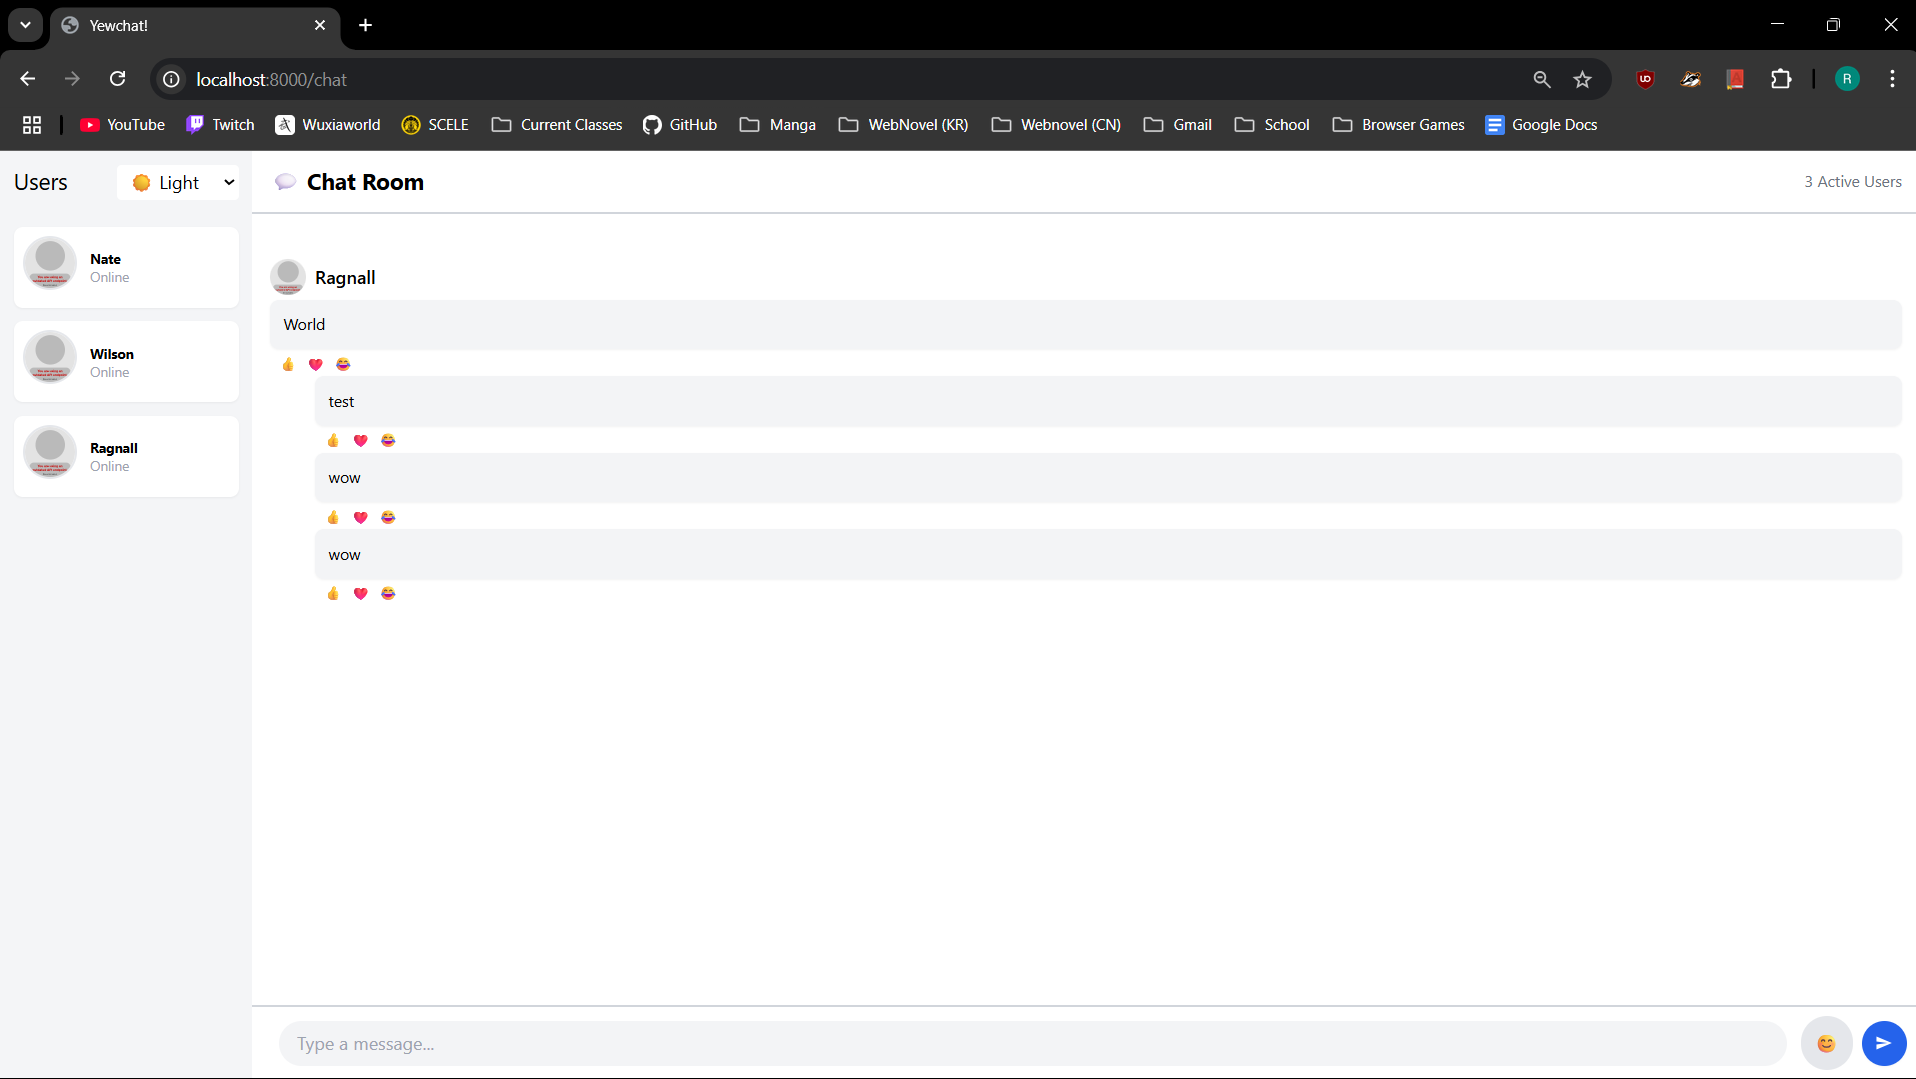 Yewchat!
localhost:8000/chat
YouTube Twitch Wuxiaworld SCELE Current Classes GitHub Manga WebNovel (KR) Webnovel (CN) Gmail School Browser Games Google Docs
R
Users
Light
Chat Room
3 Active Users
Nate
Online
Wilson
Online
Ragnall
Online
Ragnall
World
test
wow
wow
Type a message...